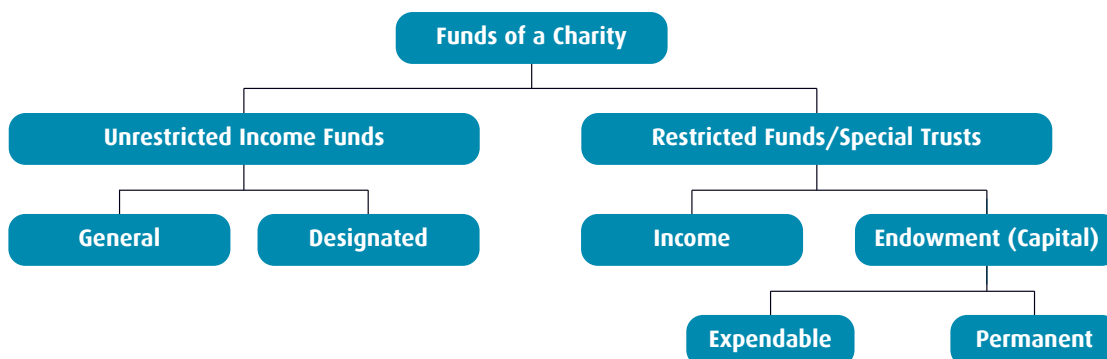 Funds of a Charity
Unrestricted Income Funds
Restricted Funds/Special Trusts
General
Designated
Income
Endowment (Capital)
Expendable
Permanent